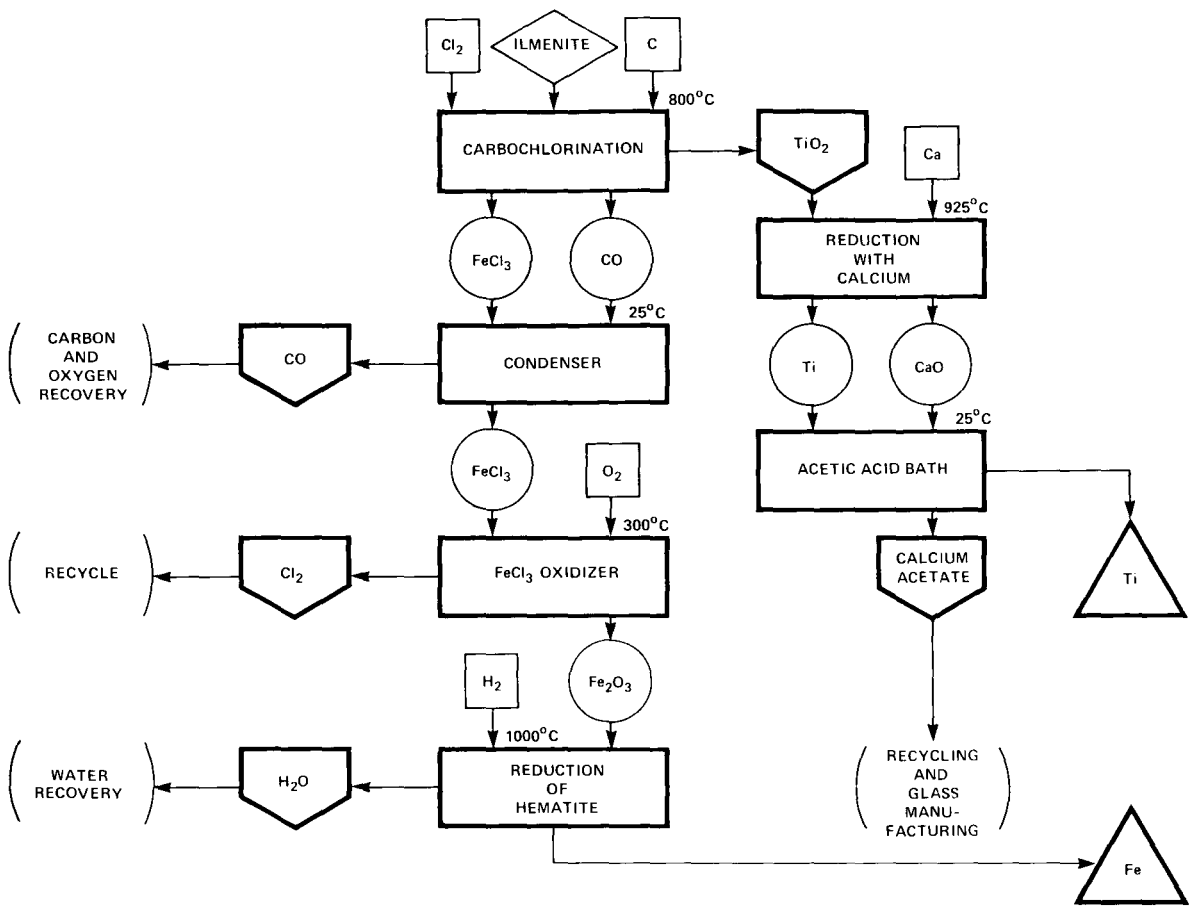 Cl₂
ILMENITE
C
800°C
CARBOCHLORINATION
TiO₂
Ca
925°C
REDUCTION
WITH
CALCIUM
FeCl₃
CO
25°C
CONDENSER
CO
CARBON
AND
OXYGEN
RECOVERY
Ti
CaO
25°C
ACETIC ACID BATH
FeCl₃
O₂
300°C
FeCl₃ OXIDIZER
Cl₂
RECYCLE
CALCIUM
ACETATE
Ti
H₂
Fe₂O₃
1000°C
REDUCTION
OF
HEMATITE
H₂O
WATER
RECOVERY
RECYCLING
AND
GLASS
MANU-
FACTURING
Fe